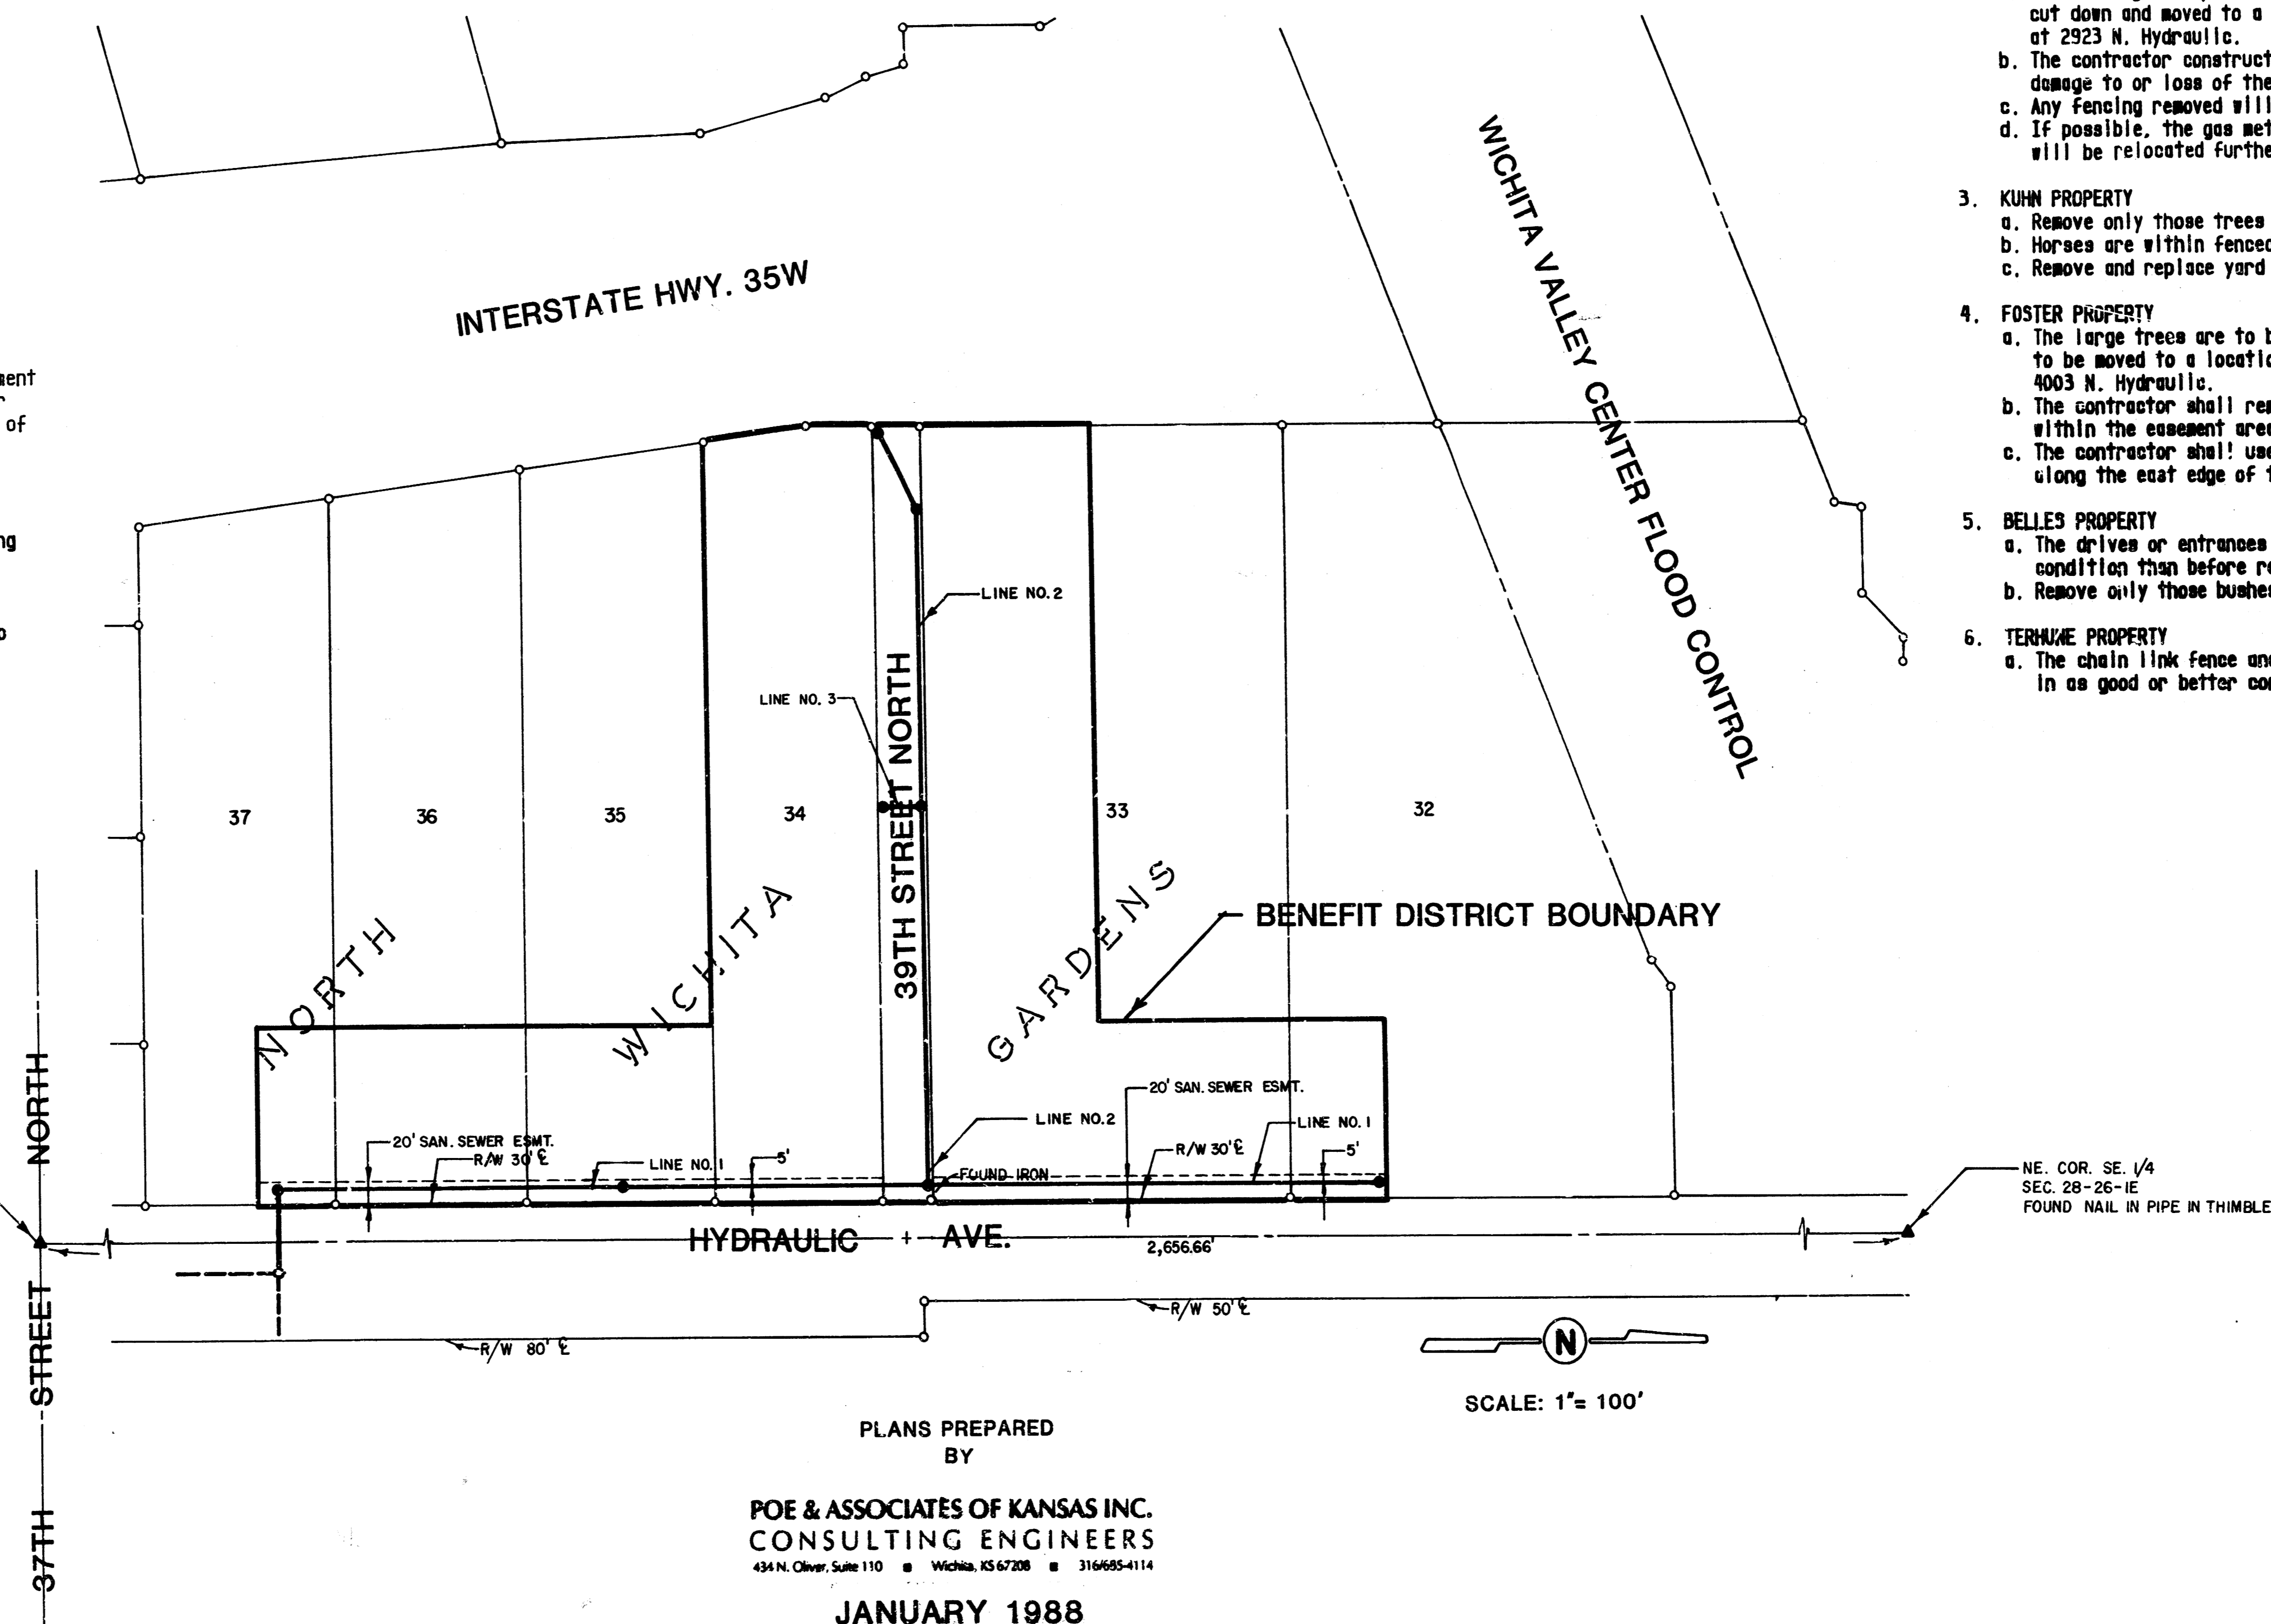 cut down and moved to a
at 2923 N. Hydraulic.
b. The contractor construct
damage to or loss of the
c. Any fencing removed will
d. If possible, the gas met
will be relocated furthe
3. KUHN PROPERTY
a. Remove only those trees
b. Horses are within fenced
c. Remove and replace yard
4. FOSTER PROPERTY
a. The large trees are to b
to be moved to a locatio
4003 N. Hydraulic.
b. The contractor shall rem
within the easement area
c. The contractor shall use
along the east edge of t
5. BELLES PROPERTY
a. The drives or entrances
condition than before re
b. Remove only those bushes
6. TERHUNE PROPERTY
a. The chain link fence and
in as good or better con
ment
r
of
ng
o
INTERSTATE HWY. 35W
WICHITA VALLEY CENTER FLOOD CONTROL
LINE NO. 2
LINE NO. 3
39TH STREET NORTH
37
36
35
34
33
32
NORTH
WICHITA
GARDENS
BENEFIT DISTRICT BOUNDARY
20' SAN. SEWER ESMT.
R/W 30' ℄
LINE NO. 1
5'
LINE NO.2
FOUND IRON
20' SAN. SEWER ESMT.
R/W 30' ℄
LINE NO. 1
5'
HYDRAULIC AVE.
2,656.66'
NE. COR. SE. 1/4
SEC. 28-26-1E
FOUND NAIL IN PIPE IN THIMBLE
37TH STREET NORTH
R/W 80' ℄
R/W 50' ℄
N
SCALE: 1"= 100'
PLANS PREPARED
BY
POE & ASSOCIATES OF KANSAS INC.
CONSULTING ENGINEERS
434 N. Oliver, Suite 110 ■ Wichita, KS 67208 ■ 316/685-4114
JANUARY 1988